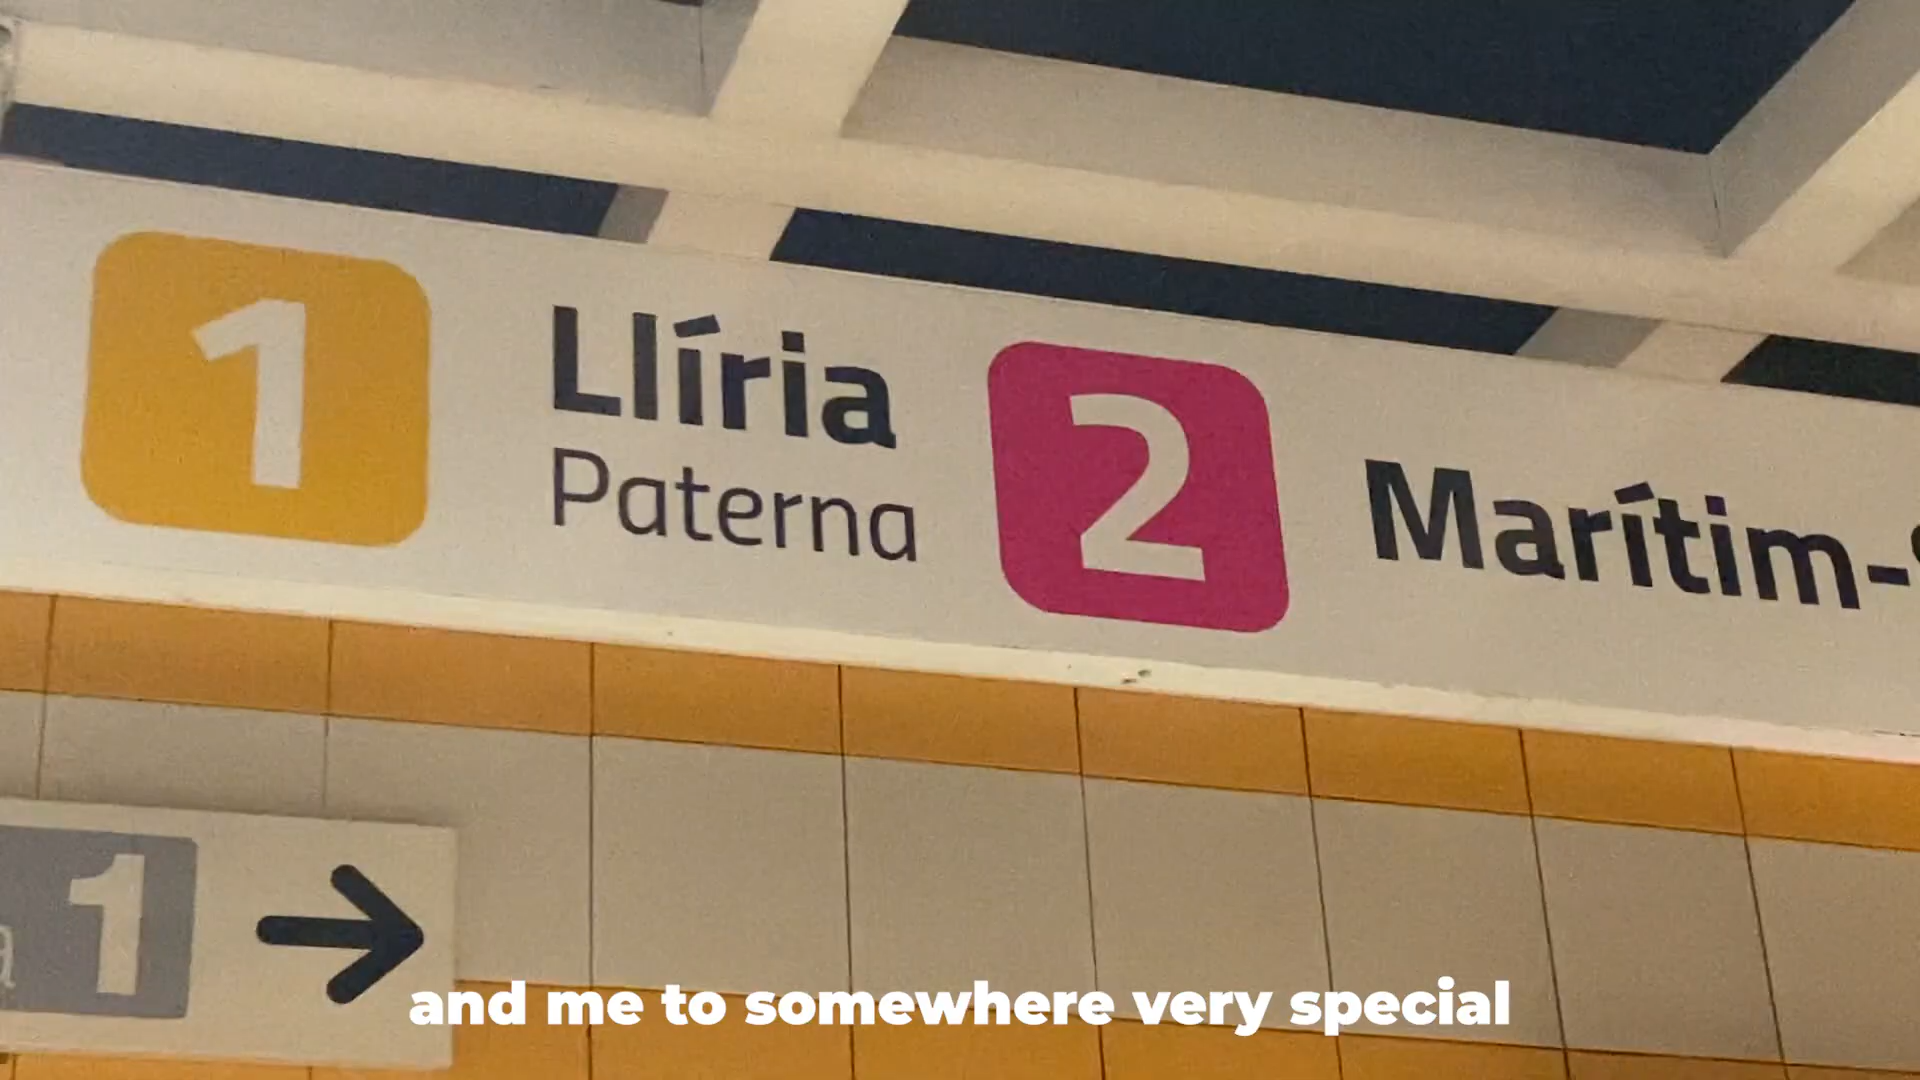 1
Llíria
Paterna
2
Marítim-
1
and me to somewhere very special